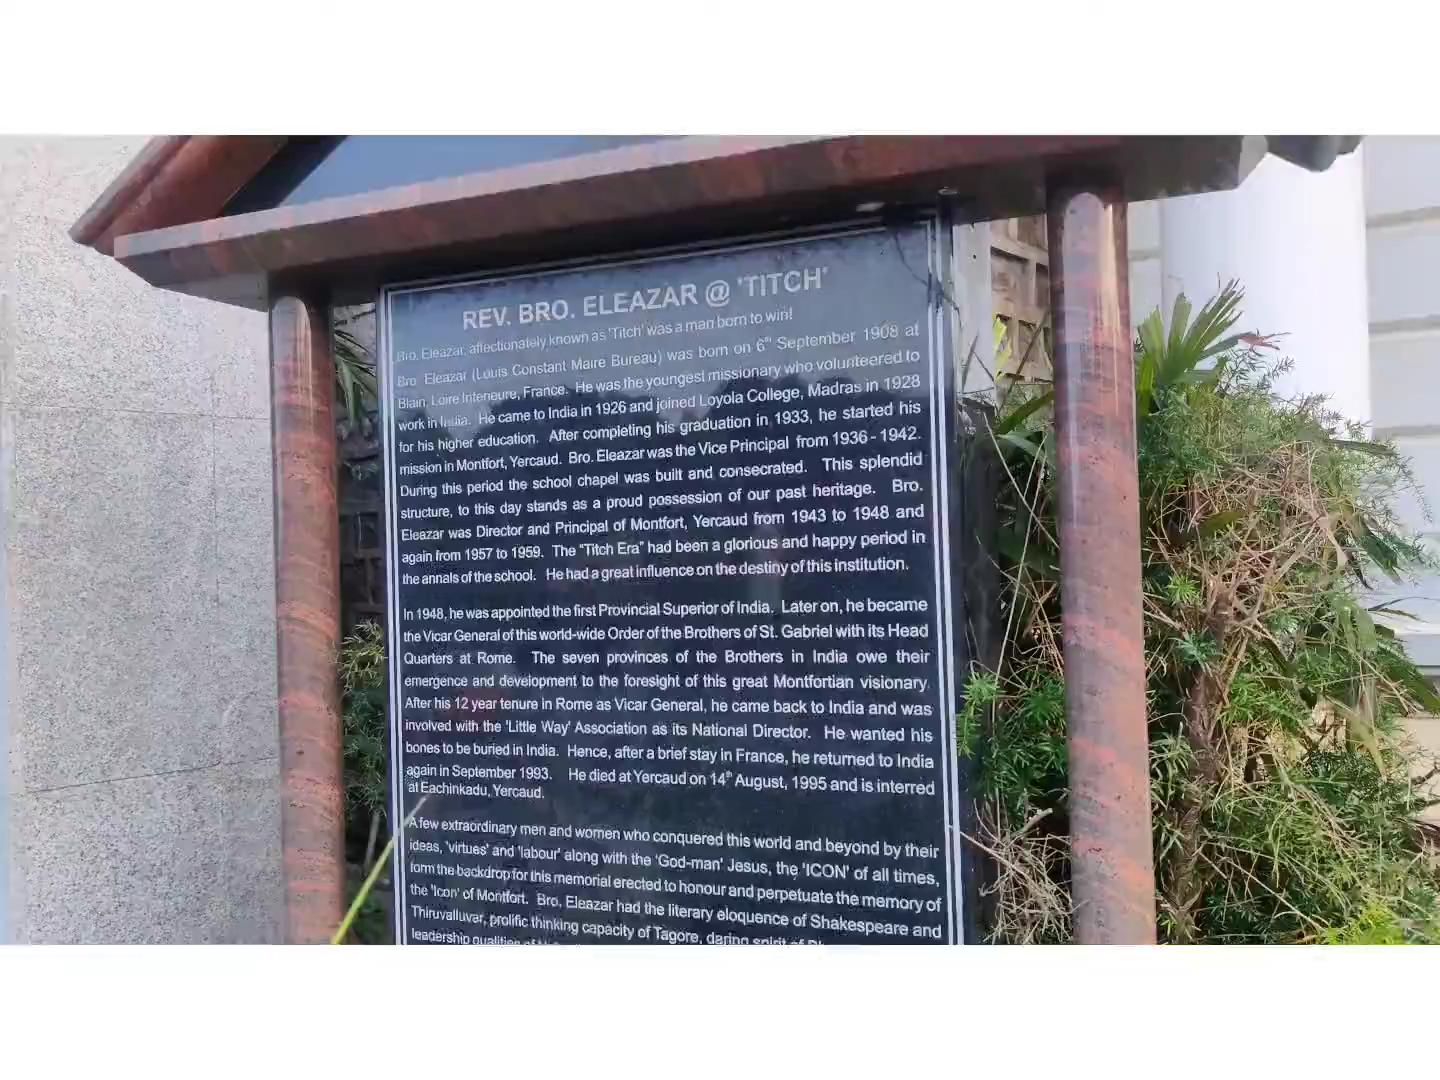 REV. BRO. ELEAZAR @ 'TITCH'
Bro. Eleazar, affectionately known as 'Titch' was a man born to win!
Bro. Eleazar (Louis Constant Maire Bureau) was born on 6th September 1908 at
Blain, Loire Interieure, France. He was the youngest missionary who volunteered to
work in India. He came to India in 1926 and joined Loyola College, Madras in 1928
for his higher education. After completing his graduation in 1933, he started his
mission in Montfort, Yercaud. Bro. Eleazar was the Vice Principal from 1936 - 1942.
During this period the school chapel was built and consecrated. This splendid
structure, to this day stands as a proud possession of our past heritage. Bro.
Eleazar was Director and Principal of Montfort, Yercaud from 1943 to 1948 and
again from 1957 to 1959. The "Titch Era" had been a glorious and happy period in
the annals of the school. He had a great influence on the destiny of this institution.
In 1948, he was appointed the first Provincial Superior of India. Later on, he became
the Vicar General of this world-wide Order of the Brothers of St. Gabriel with its Head
Quarters at Rome. The seven provinces of the Brothers in India owe their
emergence and development to the foresight of this great Montfortian visionary.
After his 12 year tenure in Rome as Vicar General, he came back to India and was
involved with the 'Little Way' Association as its National Director. He wanted his
bones to be buried in India. Hence, after a brief stay in France, he returned to India
again in September 1993. He died at Yercaud on 14th August, 1995 and is interred
at Eachinkadu, Yercaud.
A few extraordinary men and women who conquered this world and beyond by their
ideas, 'virtues' and 'labour' along with the 'God-man' Jesus, the 'ICON' of all times,
form the backdrop for this memorial erected to honour and perpetuate the memory of
the 'Icon' of Montfort. Bro. Eleazar had the literary eloquence of Shakespeare and
Thiruvalluvar, prolific thinking capacity of Tagore, daring spirit of
leadership qualities of